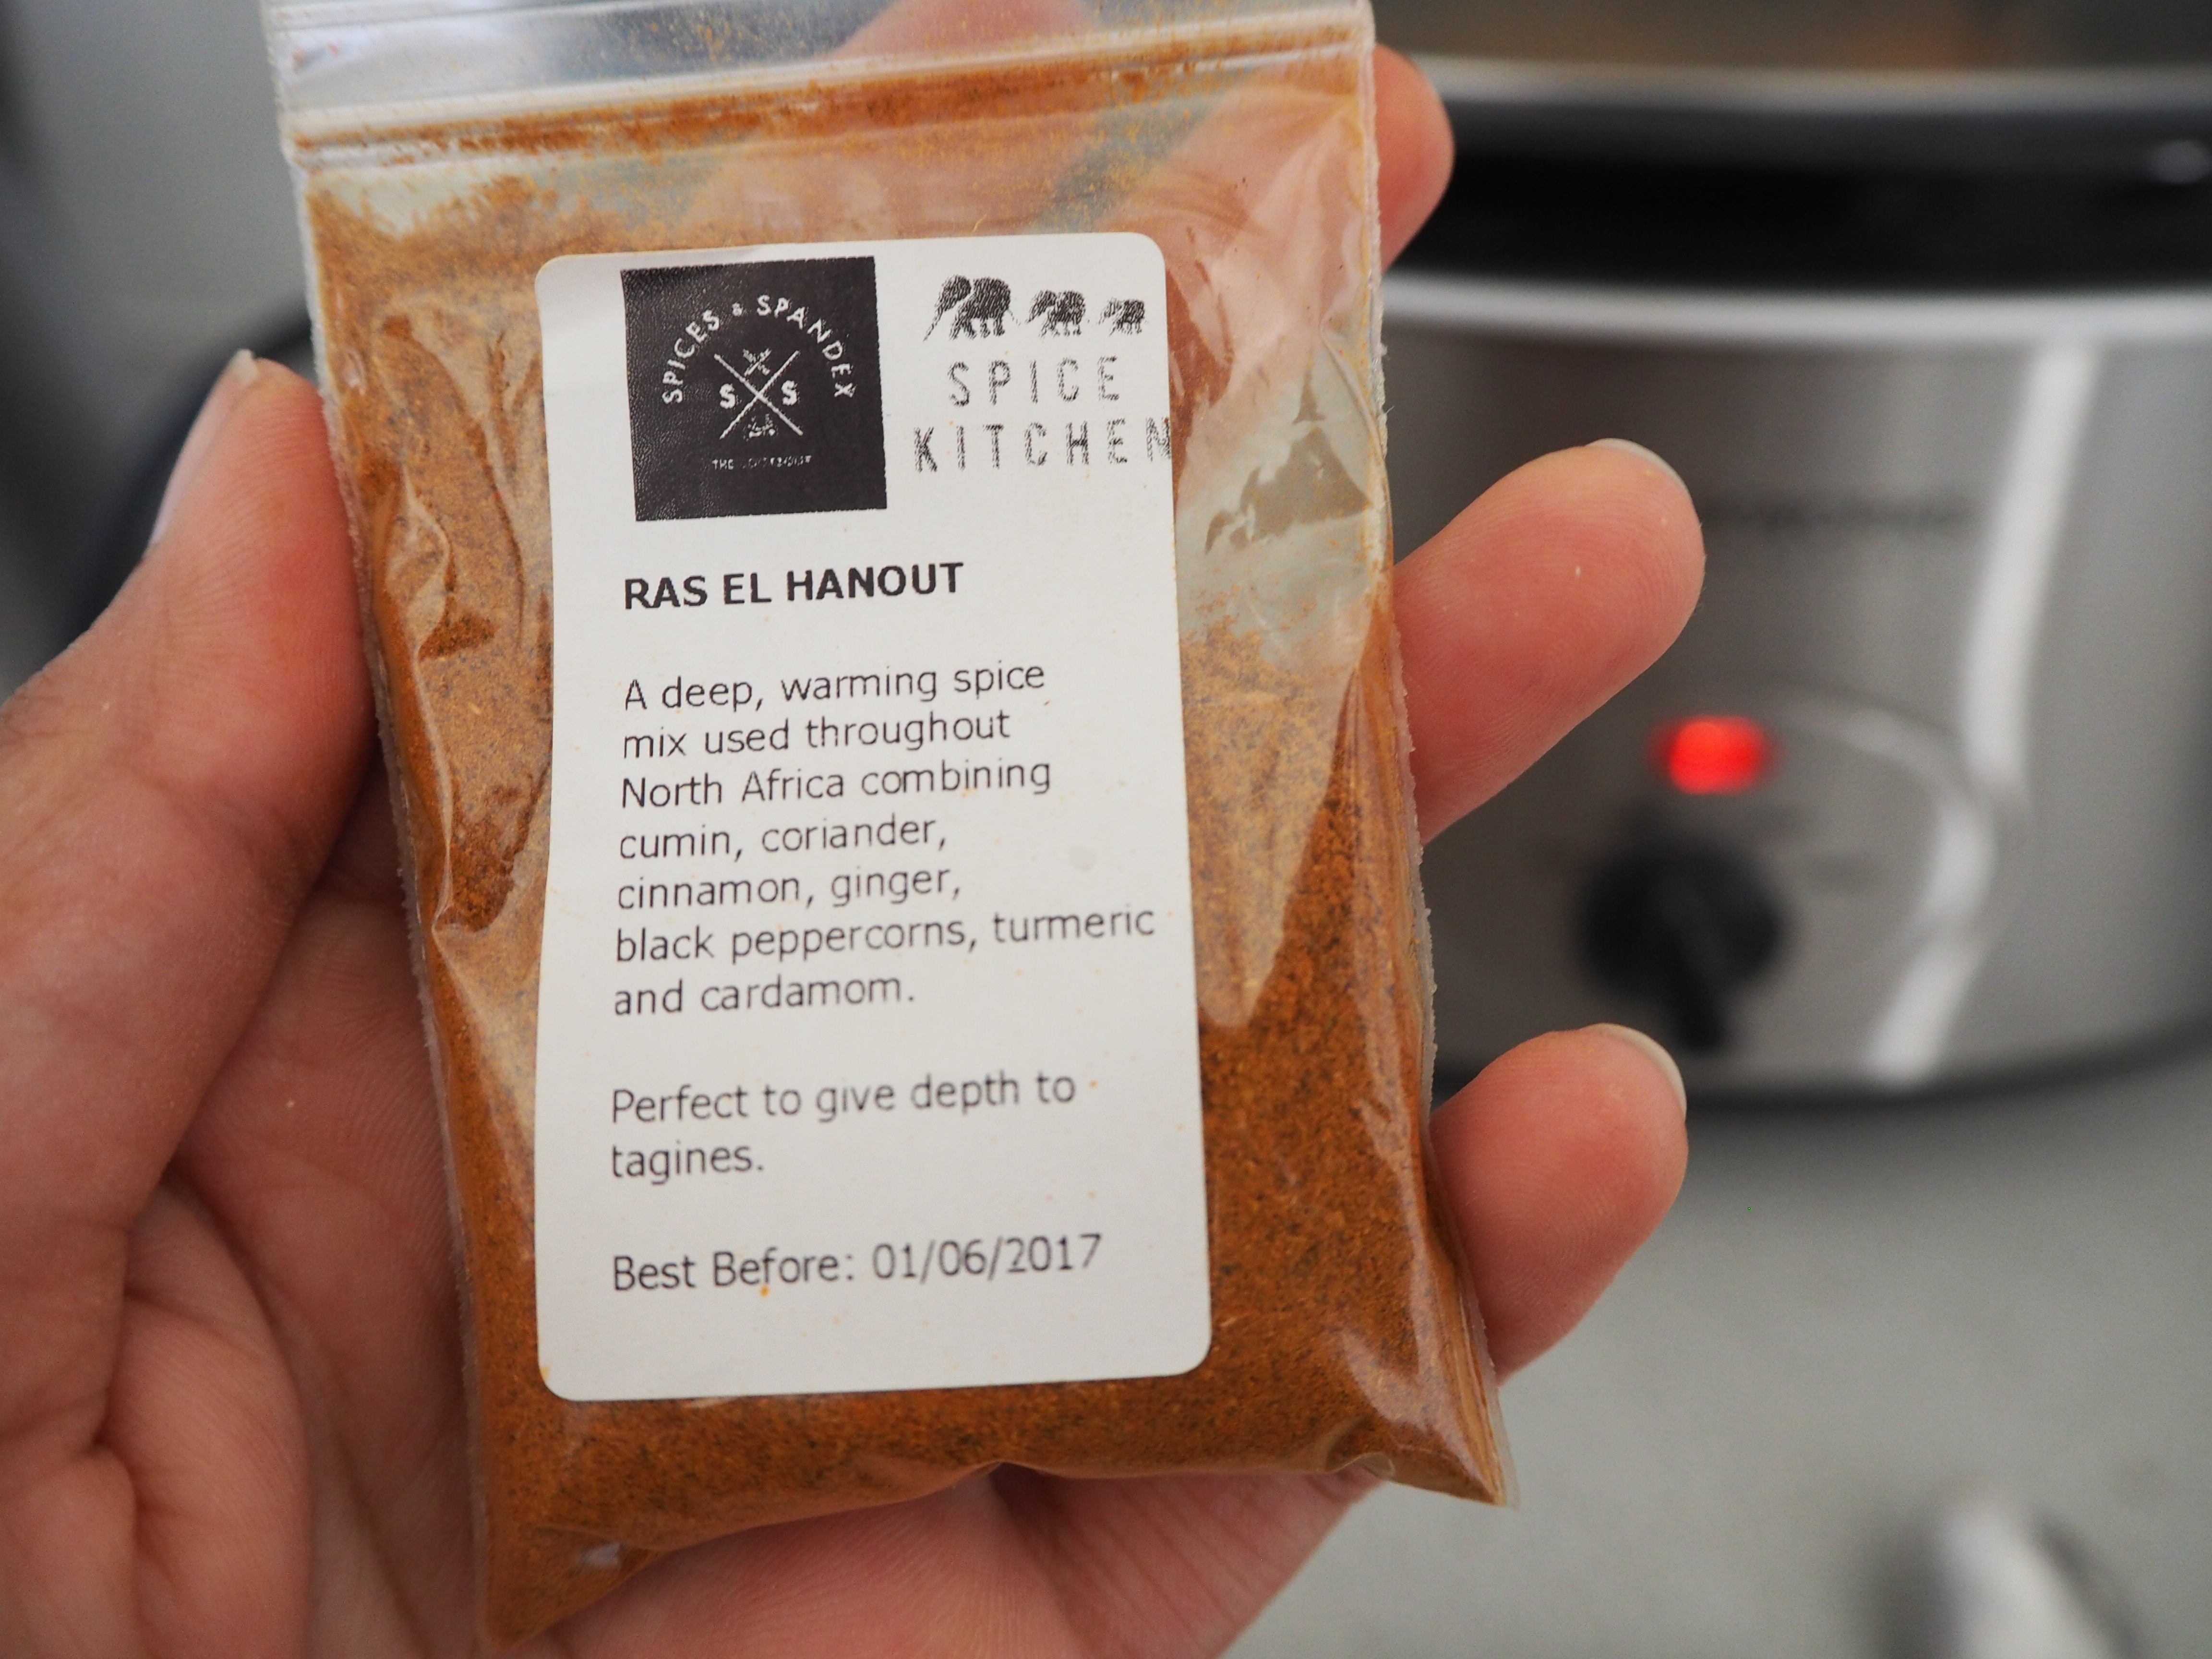 SPICES & SPANDEX
S S
THE
SPICE
KITCHEN
RAS EL HANOUT
A deep, warming spice
mix used throughout
North Africa combining
cumin, coriander,
cinnamon, ginger,
black peppercorns, turmeric
and cardamom.
Perfect to give depth to
tagines.
Best Before: 01/06/2017